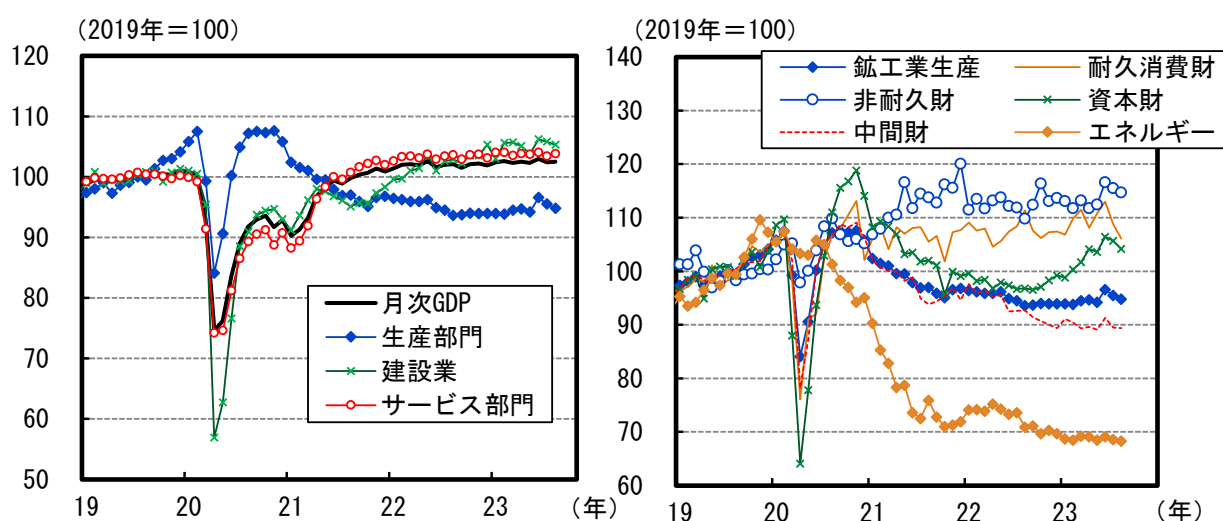 (2019年=100)
120
110
100
90
80
70
60
50
月次GDP
生産部門
建設業
サービス部門
19 20 21 22 23 (年)
(2019年=100)
140
130
120
110
100
90
80
70
60
鉱工業生産 耐久消費財
非耐久財 資本財
中間財 エネルギー
19 20 21 22 23 (年)